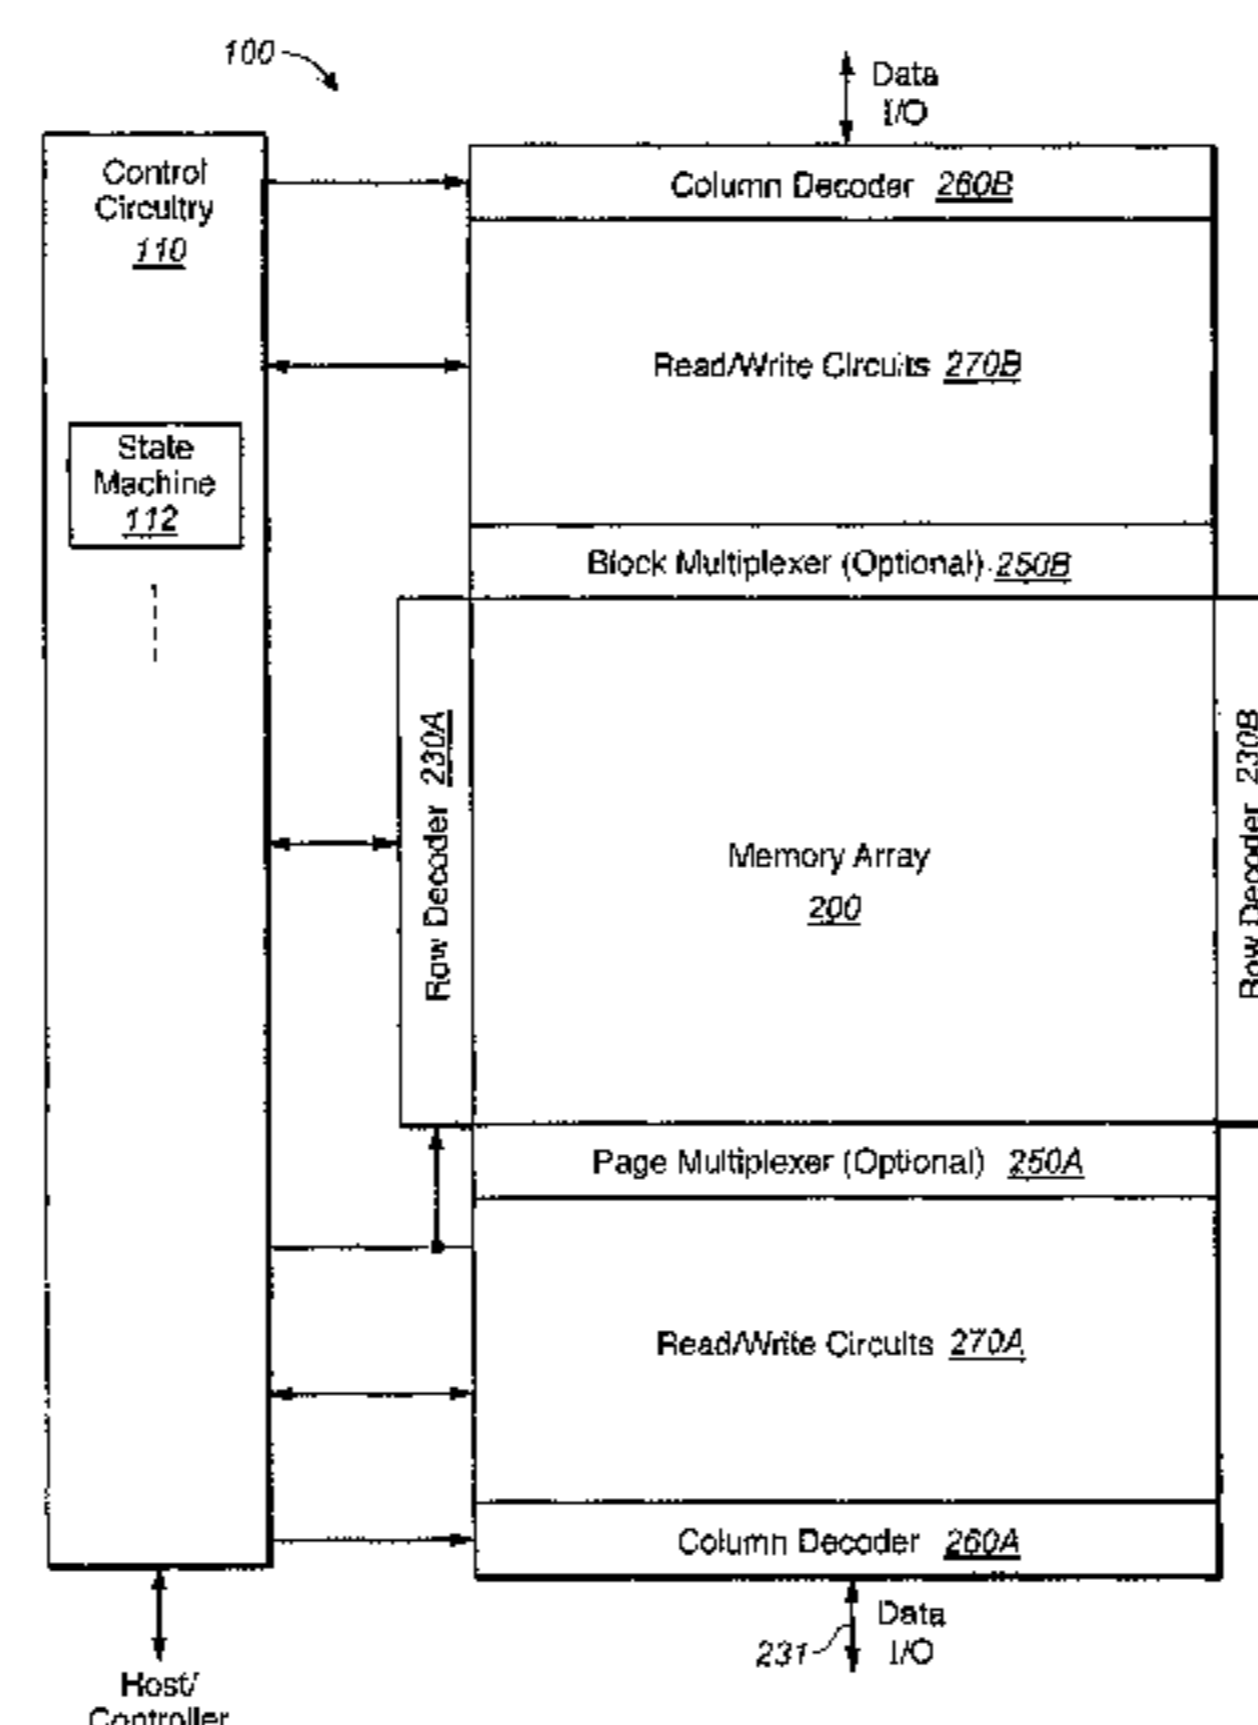 100
Data
I/O
Control
Circuitry
110
Column Decoder 260B
Read/Write Circuits 270B
State
Machine
112
Block Multiplexer (Optional) 250B
Row Decoder 230A
Memory Array
200
Row Decoder 230B
Page Multiplexer (Optional) 250A
Read/Write Circuits 270A
Column Decoder 260A
231
Data
I/O
Host/
Controller